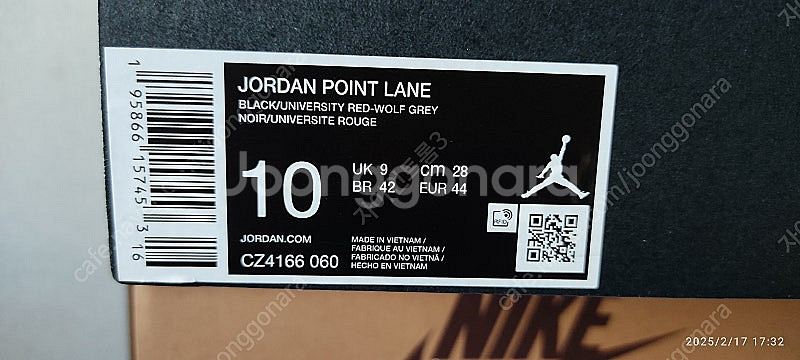 JORDAN POINT LANE
BLACK/UNIVERSITY RED-WOLF GREY
NOIR/UNIVERSITE ROUGE
10
UK 9 cm 28
BR 42 EUR 44
JORDAN.COM
CZ4166 060
MADE IN VIETNAM /
FABRIQUE AU VIETNAM /
FABRICADO NO VIETNÃ /
HECHO EN VIETNAM
RFID
1 95866 15745 3 16
Joonggonara
NIKE
2025/2/17 17:32